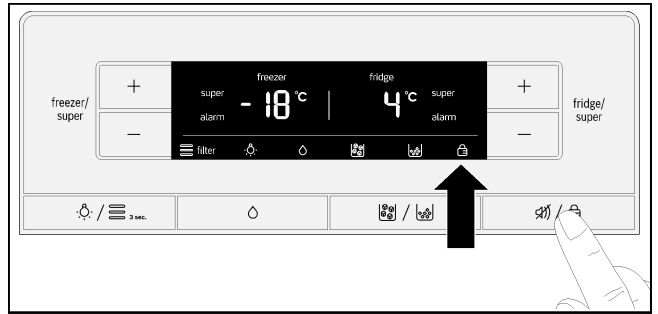 freezer/
super
+
−
freezer
super
alarm
-18 °C
fridge
4 °C
super
alarm
filter
+
−
fridge/
super
/ 3 sec.
/
/